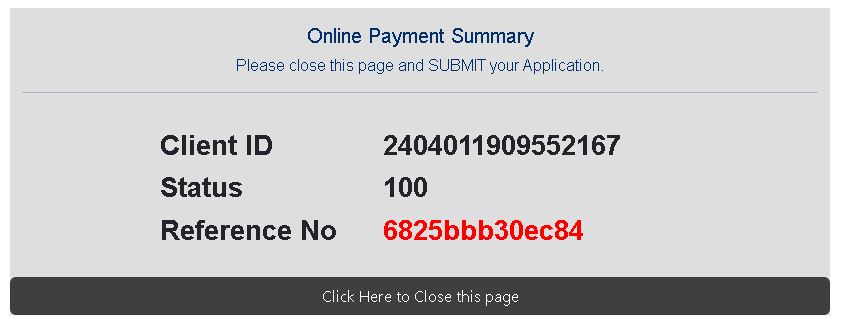 Online Payment Summary
Please close this page and SUBMIT your Application.
Client ID 2404011909552167
Status 100
Reference No 6825bbb30ec84
Click Here to Close this page